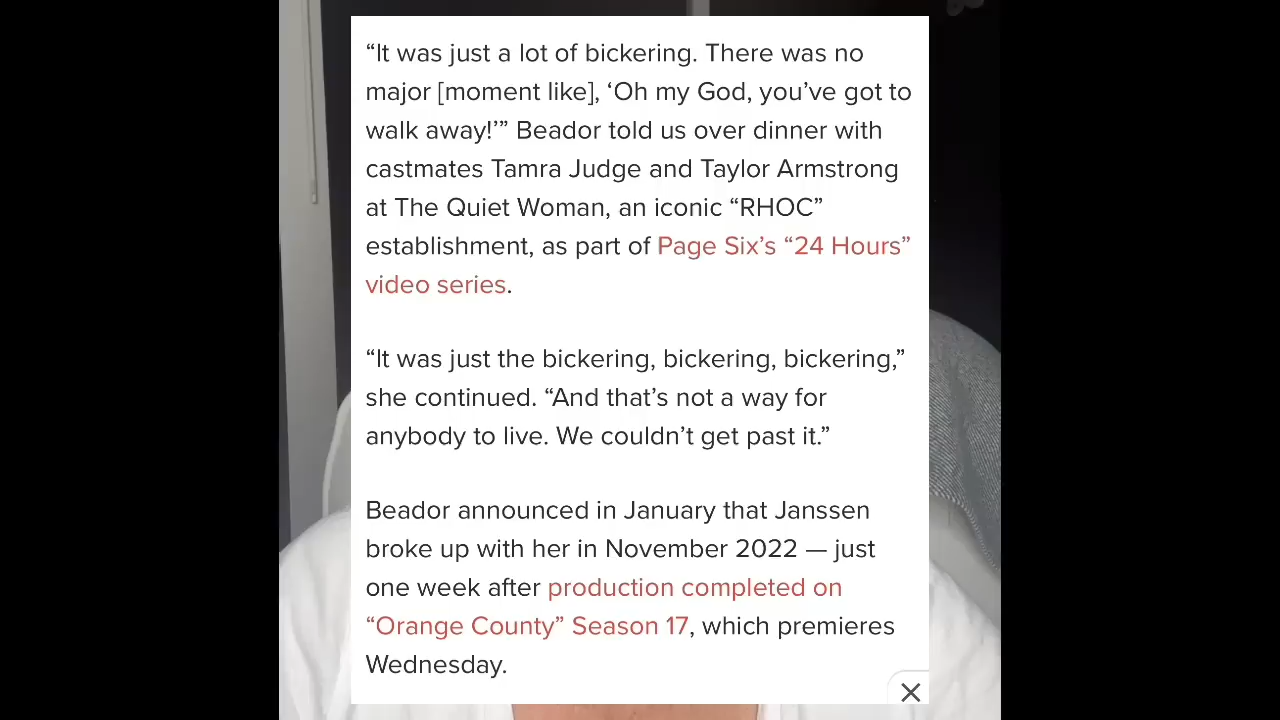 “It was just a lot of bickering. There was no
major [moment like], ‘Oh my God, you’ve got to
walk away!’” Beador told us over dinner with
castmates Tamra Judge and Taylor Armstrong
at The Quiet Woman, an iconic “RHOC”
establishment, as part of Page Six’s “24 Hours”
video series.
“It was just the bickering, bickering, bickering,”
she continued. “And that’s not a way for
anybody to live. We couldn’t get past it.”
Beador announced in January that Janssen
broke up with her in November 2022 — just
one week after production completed on
“Orange County” Season 17, which premieres
Wednesday.